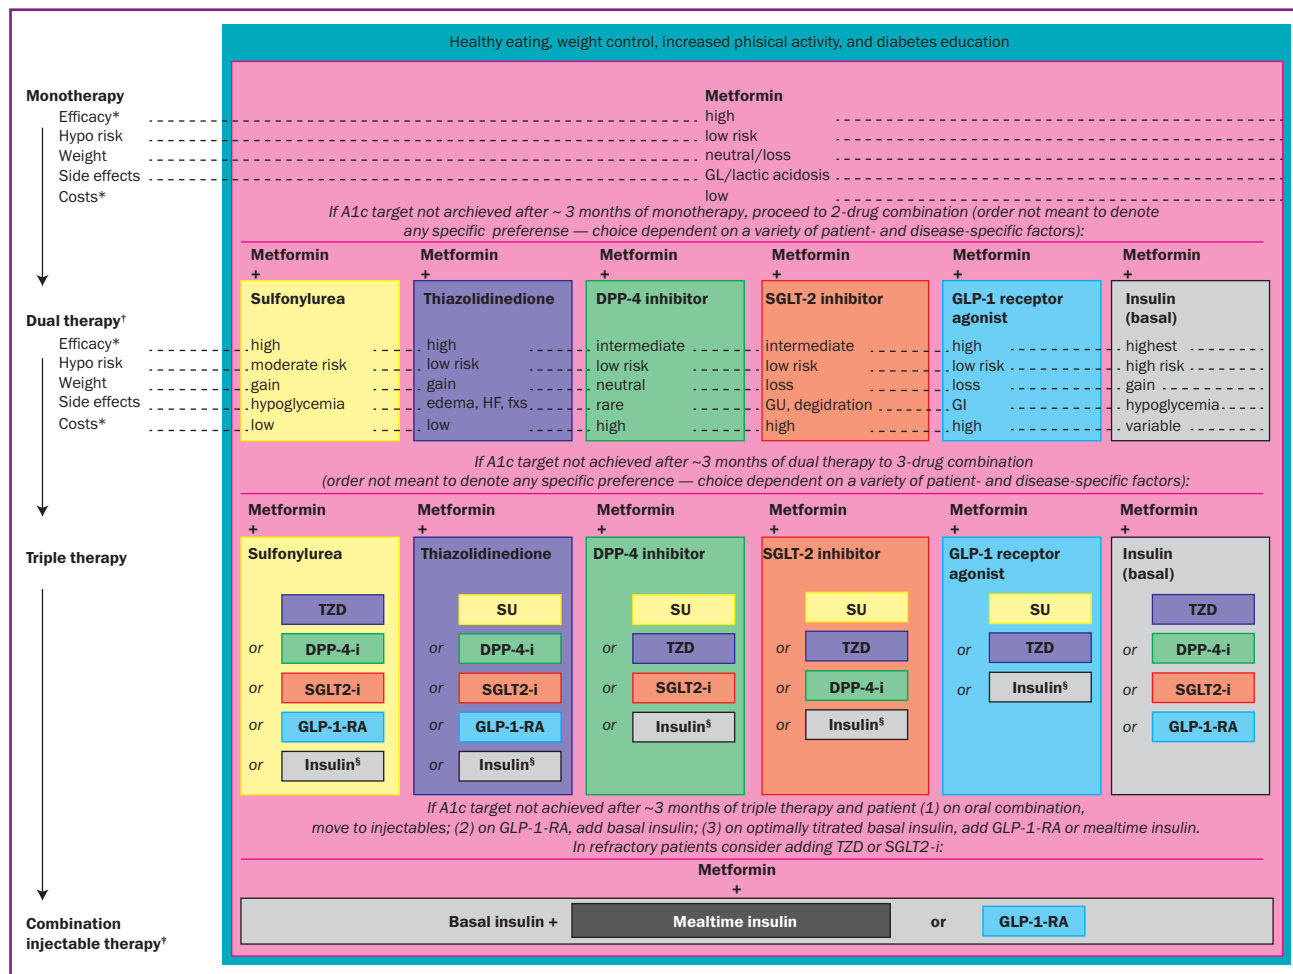 Healthy eating, weight control, increased phisical activity, and diabetes education
Monotherapy Metformin
Efficacy* high
Hypo risk low risk
Weight neutral/loss
Side effects GL/lactic acidosis
Costs* low
If A1c target not archieved after ~ 3 months of monotherapy, proceed to 2-drug combination (order not meant to denote
any specific preferense — choice dependent on a variety of patient- and disease-specific factors):
Metformin Metformin Metformin Metformin Metformin Metformin
+ + + + + +
Sulfonylurea Thiazolidinedione DPP-4 inhibitor SGLT-2 inhibitor GLP-1 receptor Insulin
agonist (basal)
Dual therapy†
Efficacy* high high intermediate intermediate high highest
Hypo risk moderate risk low risk low risk low risk low risk high risk
Weight gain gain neutral loss loss gain
Side effects hypoglycemia edema, HF, fxs rare GU, degidration GI hypoglycemia
Costs* low low high high high variable
If A1c target not achieved after ~3 months of dual therapy to 3-drug combination
(order not meant to denote any specific preference — choice dependent on a variety of patient- and disease-specific factors):
Metformin Metformin Metformin Metformin Metformin Metformin
+ + + + + +
Triple therapy Sulfonylurea Thiazolidinedione DPP-4 inhibitor SGLT-2 inhibitor GLP-1 receptor Insulin
agonist (basal)
TZD SU SU SU SU TZD
or DPP-4-i or DPP-4-i or TZD or TZD or TZD or DPP-4-i
or SGLT2-i or SGLT2-i or SGLT2-i or DPP-4-i or Insulin§ or SGLT2-i
or GLP-1-RA or GLP-1-RA or Insulin§ or Insulin§ or GLP-1-RA
or Insulin§ or Insulin§
If A1c target not achieved after ~3 months of triple therapy and patient (1) on oral combination,
move to injectables; (2) on GLP-1-RA, add basal insulin; (3) on optimally titrated basal insulin, add GLP-1-RA or mealtime insulin.
In refractory patients consider adding TZD or SGLT2-i:
Metformin
+
Combination
injectable therapy†
Basal insulin + Mealtime insulin or GLP-1-RA